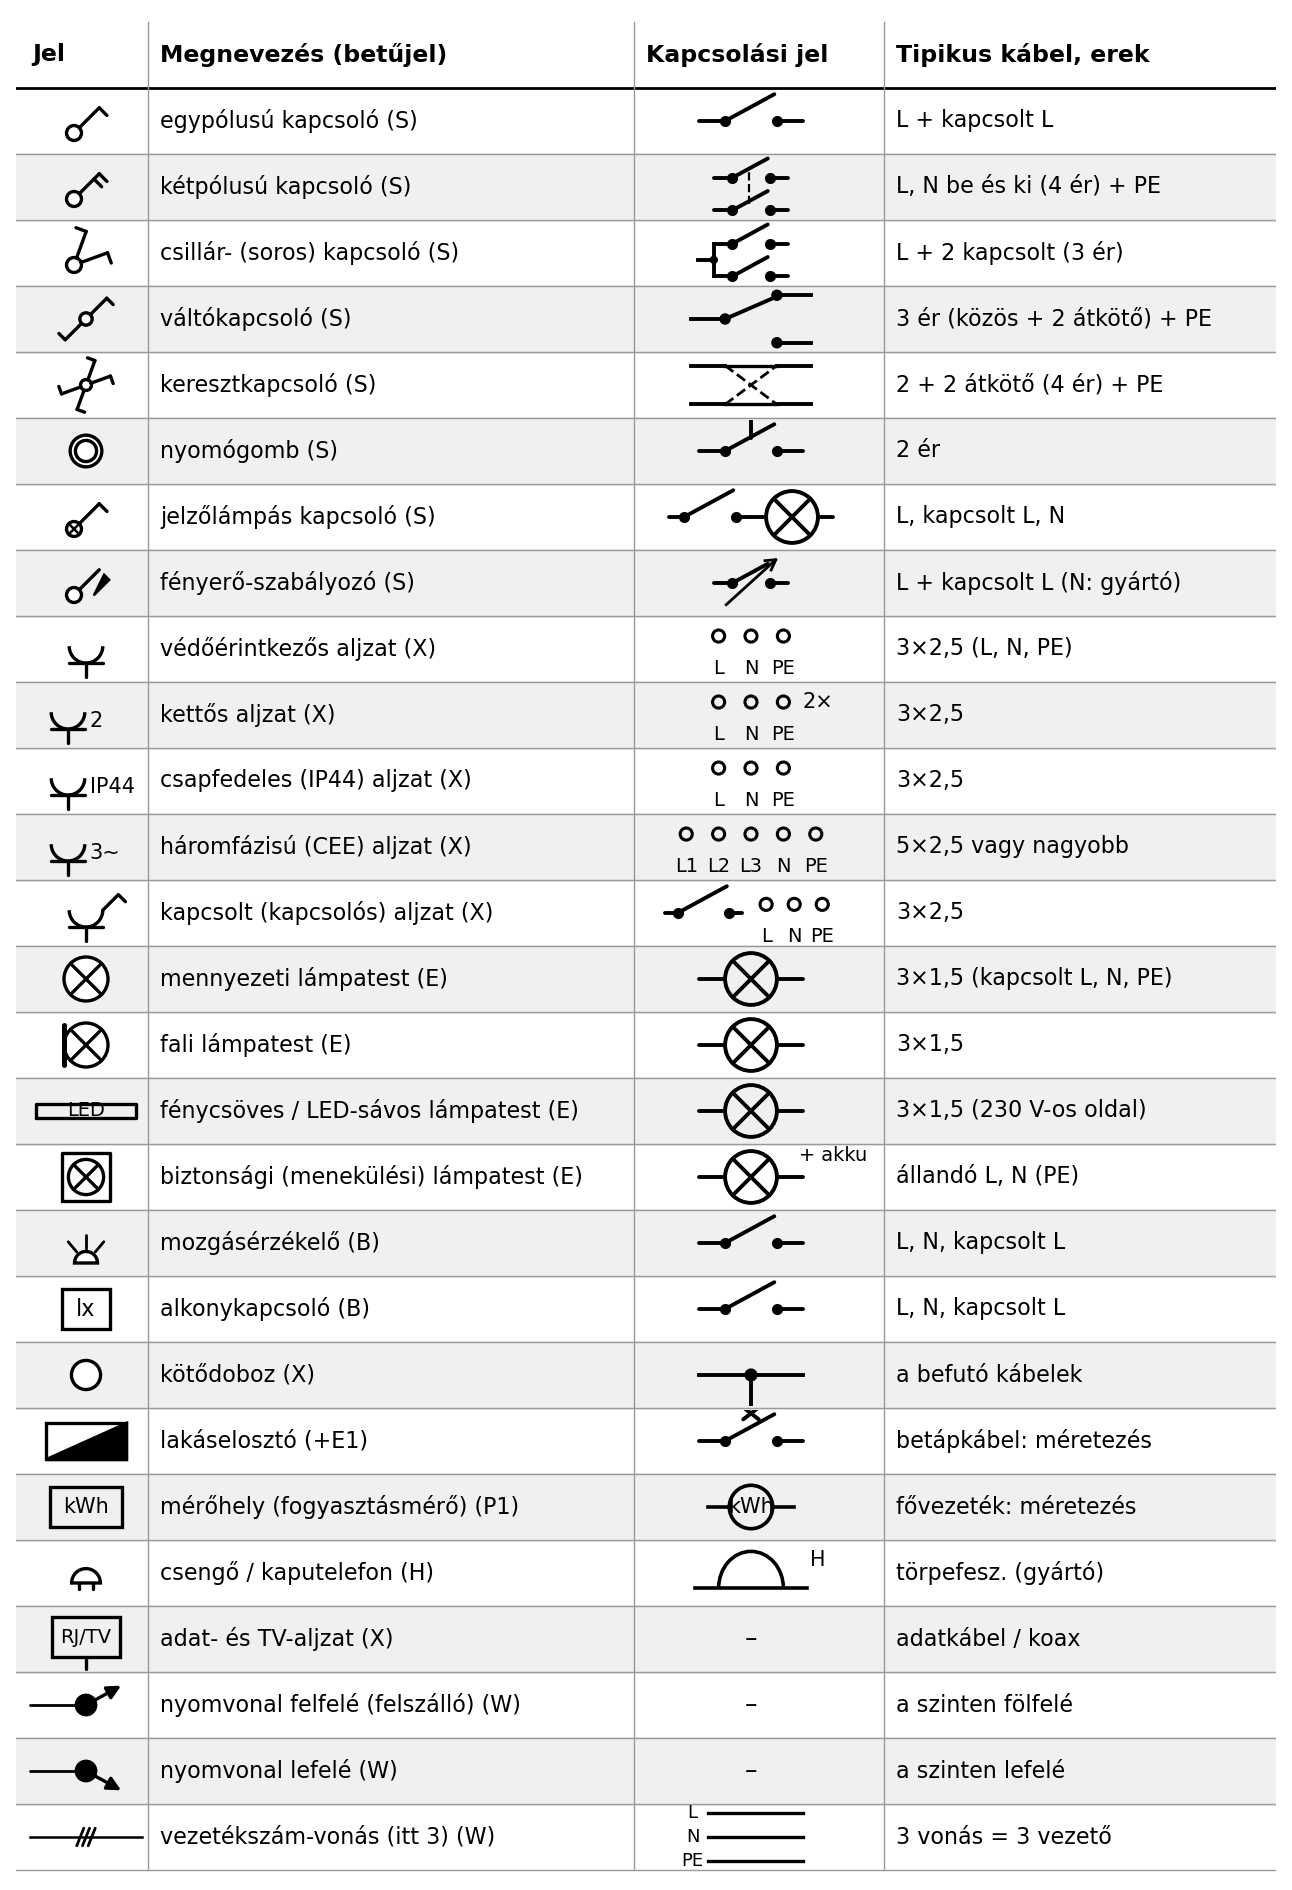 Jel Megnevezés (betűjel) Kapcsolási jel Tipikus kábel, erek
egypólusú kapcsoló (S) L + kapcsolt L
kétpólusú kapcsoló (S) L, N be és ki (4 ér) + PE
csillár- (soros) kapcsoló (S) L + 2 kapcsolt (3 ér)
váltókapcsoló (S) 3 ér (közös + 2 átkötő) + PE
keresztkapcsoló (S) 2 + 2 átkötő (4 ér) + PE
nyomógomb (S) 2 ér
jelzőlámpás kapcsoló (S) L, kapcsolt L, N
fényerő-szabályozó (S) L + kapcsolt L (N: gyártó)
védőérintkezős aljzat (X) 3×2,5 (L, N, PE)
L N PE
2 kettős aljzat (X) 2× 3×2,5
L N PE
IP44 csapfedeles (IP44) aljzat (X) 3×2,5
L N PE
3~ háromfázisú (CEE) aljzat (X) 5×2,5 vagy nagyobb
L1 L2 L3 N PE
kapcsolt (kapcsolós) aljzat (X) 3×2,5
L N PE
mennyezeti lámpatest (E) 3×1,5 (kapcsolt L, N, PE)
fali lámpatest (E) 3×1,5
LED fénycsöves / LED-sávos lámpatest (E) 3×1,5 (230 V-os oldal)
+ akku
biztonsági (menekülési) lámpatest (E) állandó L, N (PE)
mozgásérzékelő (B) L, N, kapcsolt L
lx alkonykapcsoló (B) L, N, kapcsolt L
kötődoboz (X) a befutó kábelek
lakáselosztó (+E1) betápkábel: méretezés
kWh mérőhely (fogyasztásmérő) (P1) kWh fővezeték: méretezés
csengő / kaputelefon (H) H törpefesz. (gyártó)
RJ/TV adat- és TV-aljzat (X) – adatkábel / koax
nyomvonal felfelé (felszálló) (W) – a szinten fölfelé
nyomvonal lefelé (W) – a szinten lefelé
L
vezetékszám-vonás (itt 3) (W) N 3 vonás = 3 vezető
PE